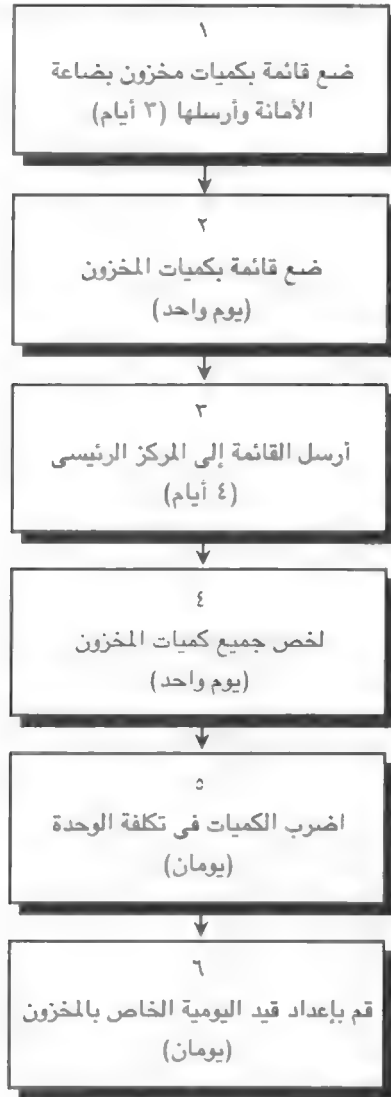 ١
ضع قائمة بكميات مخزون بضاعة
الأمانة وأرسلها (٣ أيام)
٢
ضع قائمة بكميات المخزون
(يوم واحد)
٣
أرسل القائمة إلى المركز الرئيسى
(٤ أيام)
٤
لخص جميع كميات المخزون
(يوم واحد)
٥
اضرب الكميات فى تكلفة الوحدة
(يومان)
٦
قم بإعداد قيد اليومية الخاص بالمخزون
(يومان)